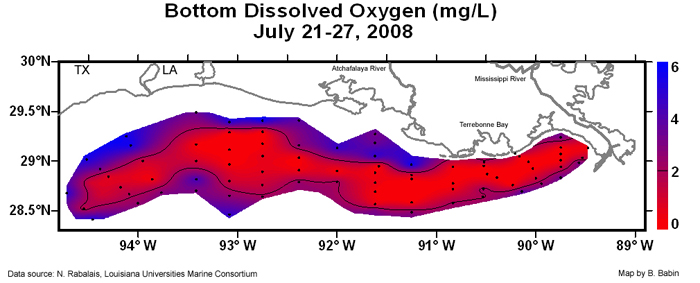 Bottom Dissolved Oxygen (mg/L)
July 21-27, 2008
30°N
TX
LA
Atchafalaya River
Mississippi River
6
29.5°N
Terrebonne Bay
4
29°N
2
28.5°N
0
94°W
93°W
92°W
91°W
90°W
89°W
Data source: N. Rabalais, Louisiana Universities Marine Consortium
Map by B. Babin